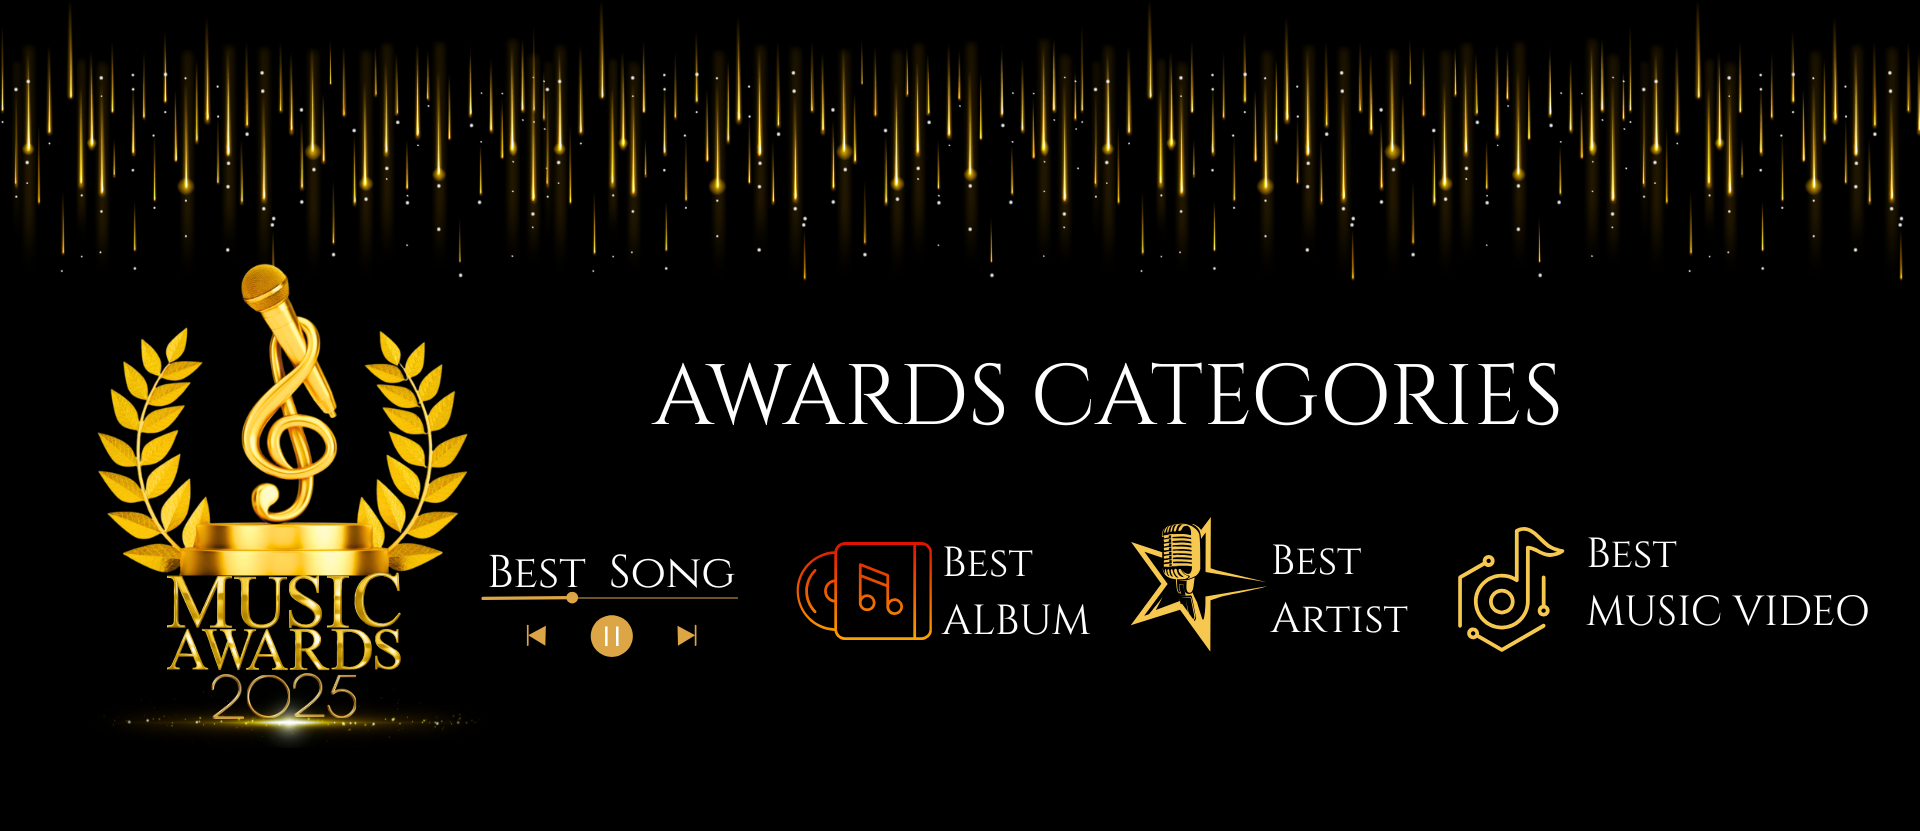 AWARDS CATEGORIES
MUSIC
AWARDS
2025
Best Song
Best
ALBUM
Best
Artist
Best
MUSIC VIDEO